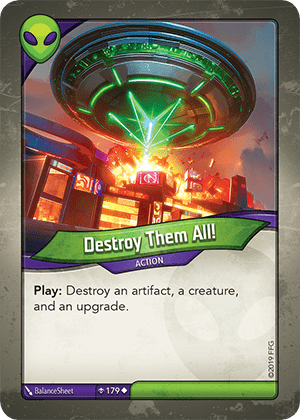 Destroy Them All!
ACTION
Play: Destroy an artifact, a creature,
and an upgrade.
©2019 FFG
BalanceSheet
179